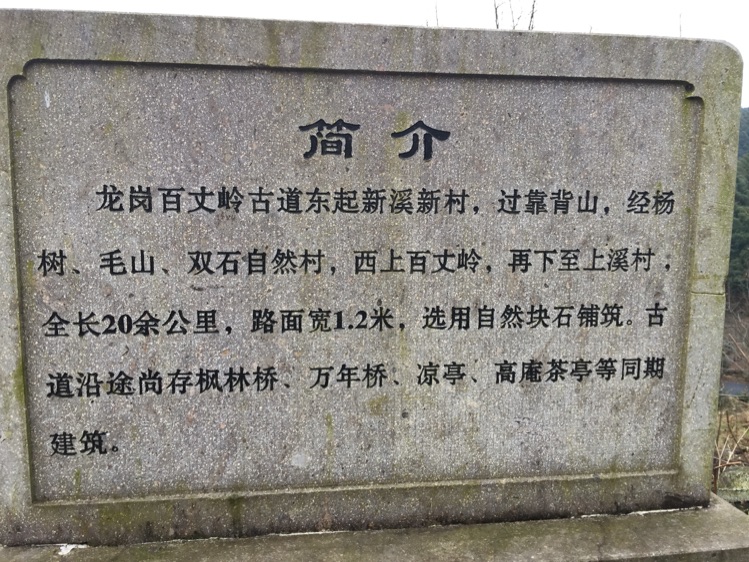 简介
龙岗百丈岭古道东起新溪新村，过靠背山，经杨
树、毛山、双石自然村，西上百丈岭，再下至上溪村，
全长20余公里，路面宽1.2米，选用自然块石铺筑。古
道沿途尚存枫林桥、万年桥、凉亭、高庵茶亭等同期
建筑。